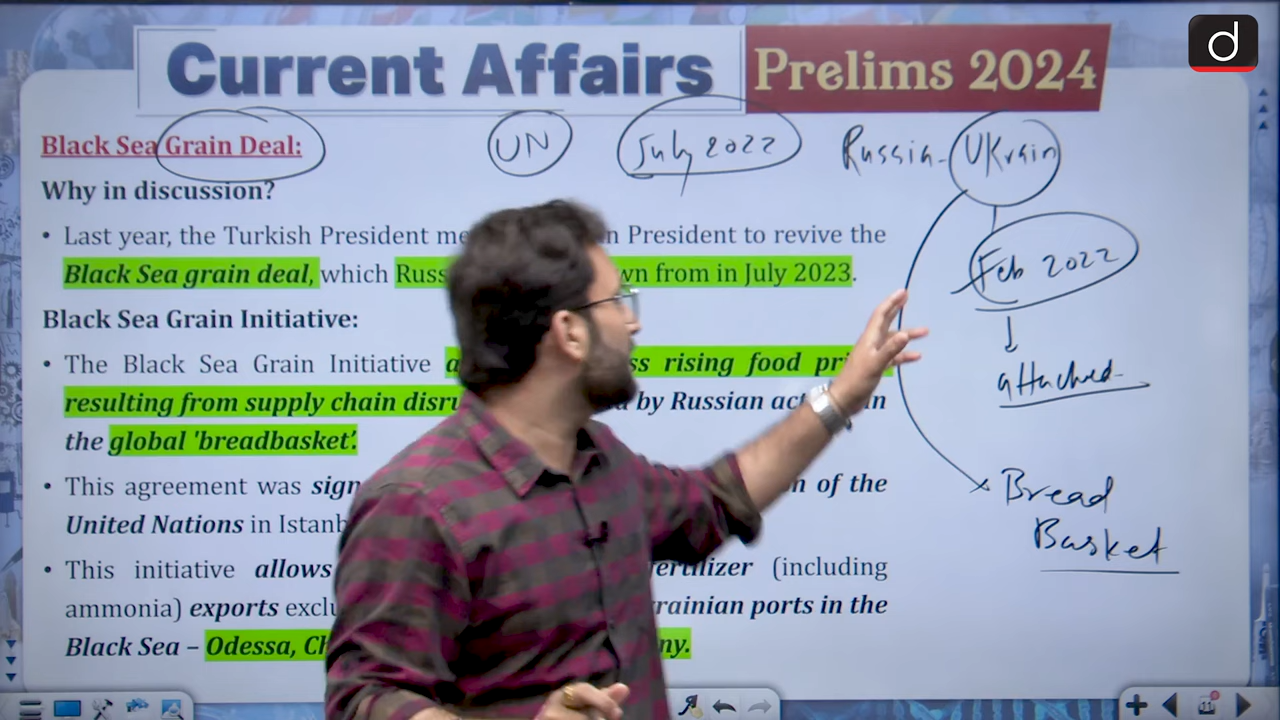 d
Current Affairs Prelims 2024
Black Sea Grain Deal: UN July 2022 Russia- UKrain
Why in discussion?
• Last year, the Turkish President me n President to revive the
Black Sea grain deal, which Russ wn from in July 2023.
Feb 2022
Black Sea Grain Initiative:
• The Black Sea Grain Initiative a ss rising food pri
attached
resulting from supply chain disru d by Russian act in
the global 'breadbasket'.
• This agreement was sign n of the
Bread
United Nations in Istanb
Basket
• This initiative allows fertilizer (including
ammonia) exports exclu rainian ports in the
Black Sea – Odessa, Ch ny.
11